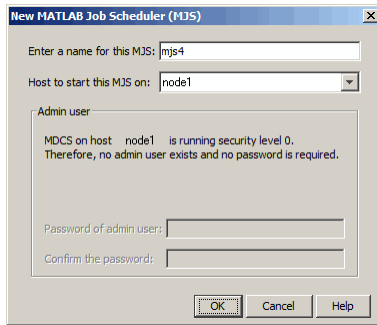 New MATLAB Job Scheduler (MJS)
Enter a name for this MJS: mjs4
Host to start this MJS on: node1
Admin user
MDCS on host node1 is running security level 0.
Therefore, no admin user exists and no password is required.
Password of admin user:
Confirm the password:
OK Cancel Help